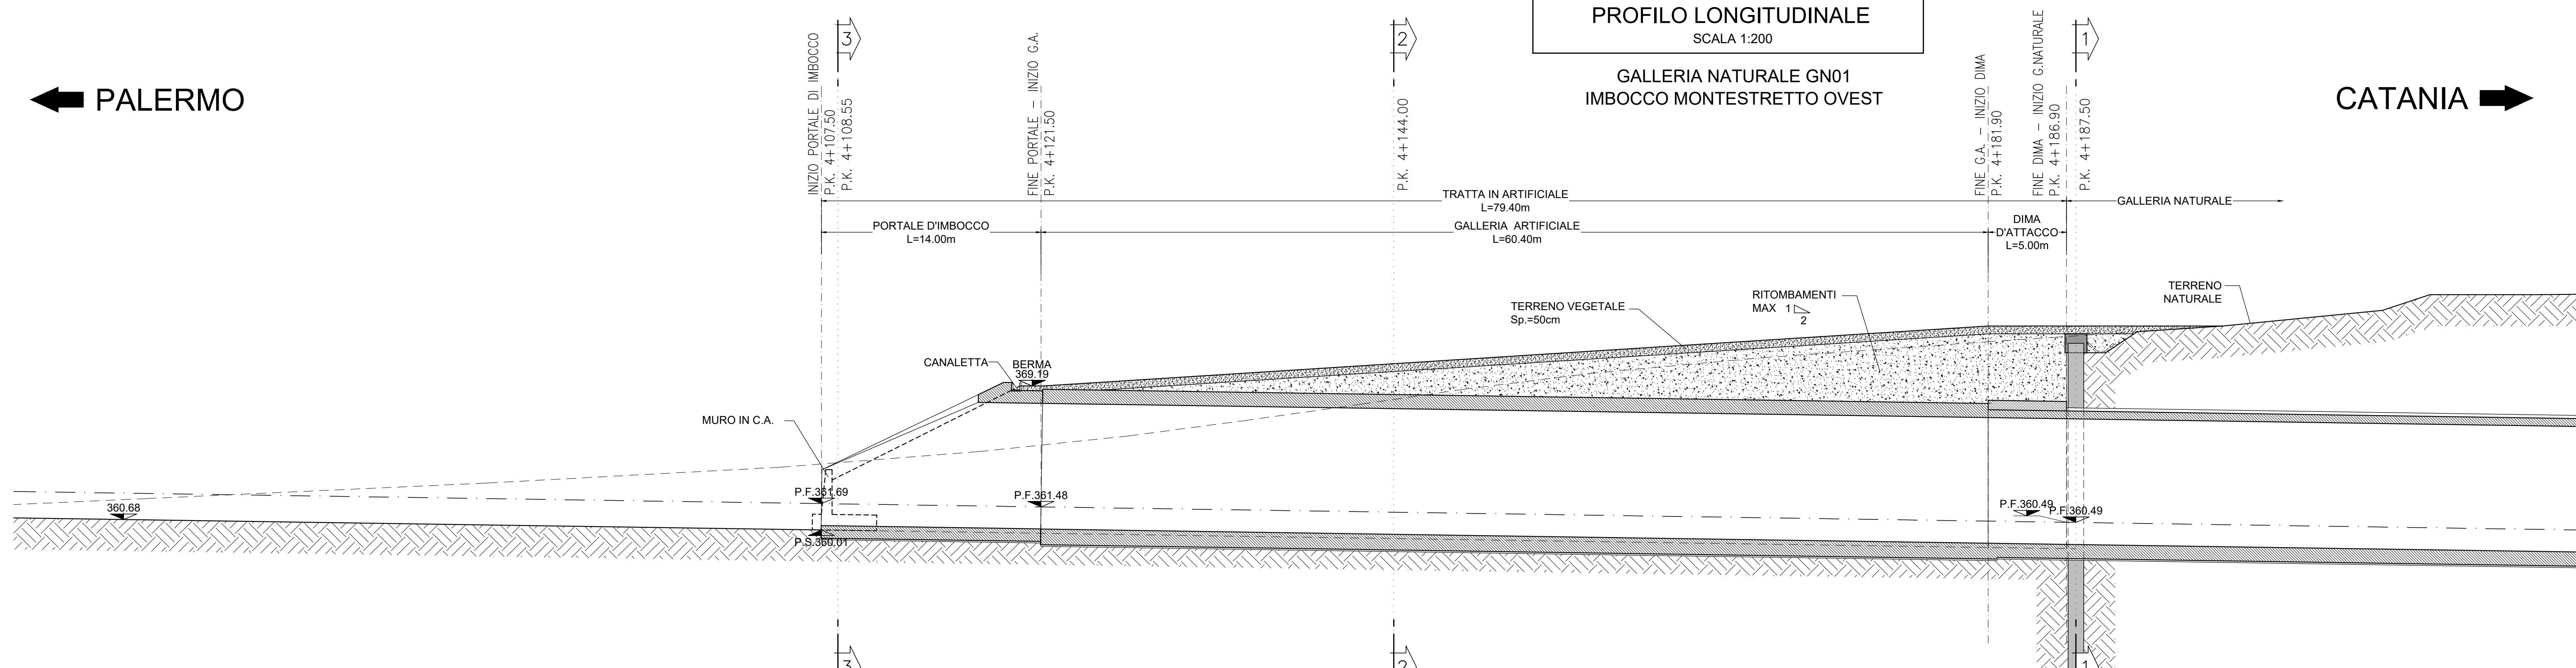 PROFILO LONGITUDINALE
SCALA 1:200
GALLERIA NATURALE GN01
IMBOCCO MONTESTRETTO OVEST
PALERMO
CATANIA
3
2
1
INIZIO PORTALE DI IMBOCCO
P.K. 4+107.50
P.K. 4+108.55
FINE PORTALE – INIZIO G.A.
P.K. 4+121.50
P.K. 4+144.00
FINE G.A. – INIZIO DIMA
P.K. 4+181.90
FINE DIMA – INIZIO G.NATURALE
P.K. 4+186.90
P.K. 4+187.50
TRATTA IN ARTIFICIALE
L=79.40m
GALLERIA NATURALE
PORTALE D'IMBOCCO
L=14.00m
GALLERIA ARTIFICIALE
L=60.40m
DIMA
D'ATTACCO
L=5.00m
TERRENO
NATURALE
RITOMBAMENTI
MAX 1
2
TERRENO VEGETALE
Sp.=50cm
CANALETTA
BERMA
369.19
MURO IN C.A.
P.F.361.69
P.F.361.48
P.F.360.49
P.F.360.49
360.68
P.S.360.01
3
2
1